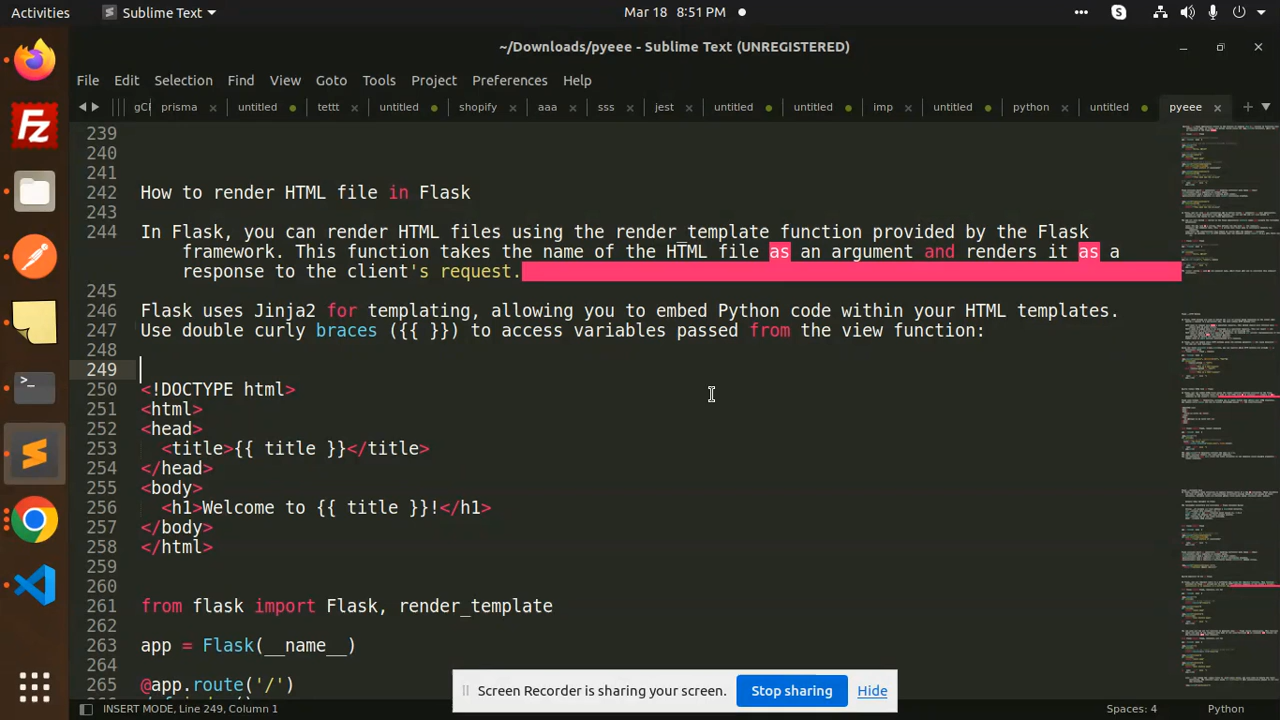 Activities
Sublime Text
Mar 18 8:51 PM
~/Downloads/pyeee - Sublime Text (UNREGISTERED)
File Edit Selection Find View Goto Tools Project Preferences Help
gCl prisma untitled tettt untitled shopify aaa sss jest untitled untitled imp untitled python untitled pyeee
239
240
241
242 How to render HTML file in Flask
243
244 In Flask, you can render HTML files using the render_template function provided by the Flask
framework. This function takes the name of the HTML file as an argument and renders it as a
response to the client's request.
245
246 Flask uses Jinja2 for templating, allowing you to embed Python code within your HTML templates.
247 Use double curly braces ({{ }}) to access variables passed from the view function:
248
249
250 <!DOCTYPE html>
251 <html>
252 <head>
253 <title>{{ title }}</title>
254 </head>
255 <body>
256 <h1>Welcome to {{ title }}!</h1>
257 </body>
258 </html>
259
260
261 from flask import Flask, render_template
262
263 app = Flask(__name__)
264
265 @app.route('/')
Screen Recorder is sharing your screen. Stop sharing Hide
INSERT MODE, Line 249, Column 1
Spaces: 4
Python